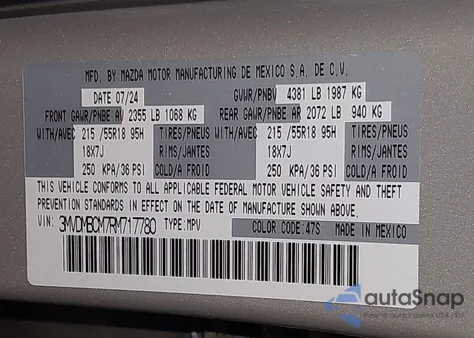 MFD. BY MAZDA MOTOR MANUFACTURING DE MEXICO S.A. DE C.V.
DATE 07/24 GVWR/PNBV 4381 LB 1987 KG
FRONT GAWR/PNBE AV 2355 LB 1068 KG REAR GAWR/PNBE AR 2072 LB 940 KG
WITH/AVEC 215 /55R18 95H TIRES/PNEUS WITH/AVEC 215 /55R18 95H TIRES/PNEUS
18X7J RIMS/JANTES 18X7J RIMS/JANTES
250 KPA/36 PSI COLD/A FROID 250 KPA/36 PSI COLD/A FROID
THIS VEHICLE CONFORMS TO ALL APPLICABLE FEDERAL MOTOR VEHICLE SAFETY AND THEFT
PREVENTION STANDARDS IN EFFECT ON THE DATE OF MANUFACTURE SHOWN ABOVE.
VIN: 3MVDMBCM7RM717780 TYPE: MPV COLOR CODE: 47S MADE IN MEXICO
autoSnap